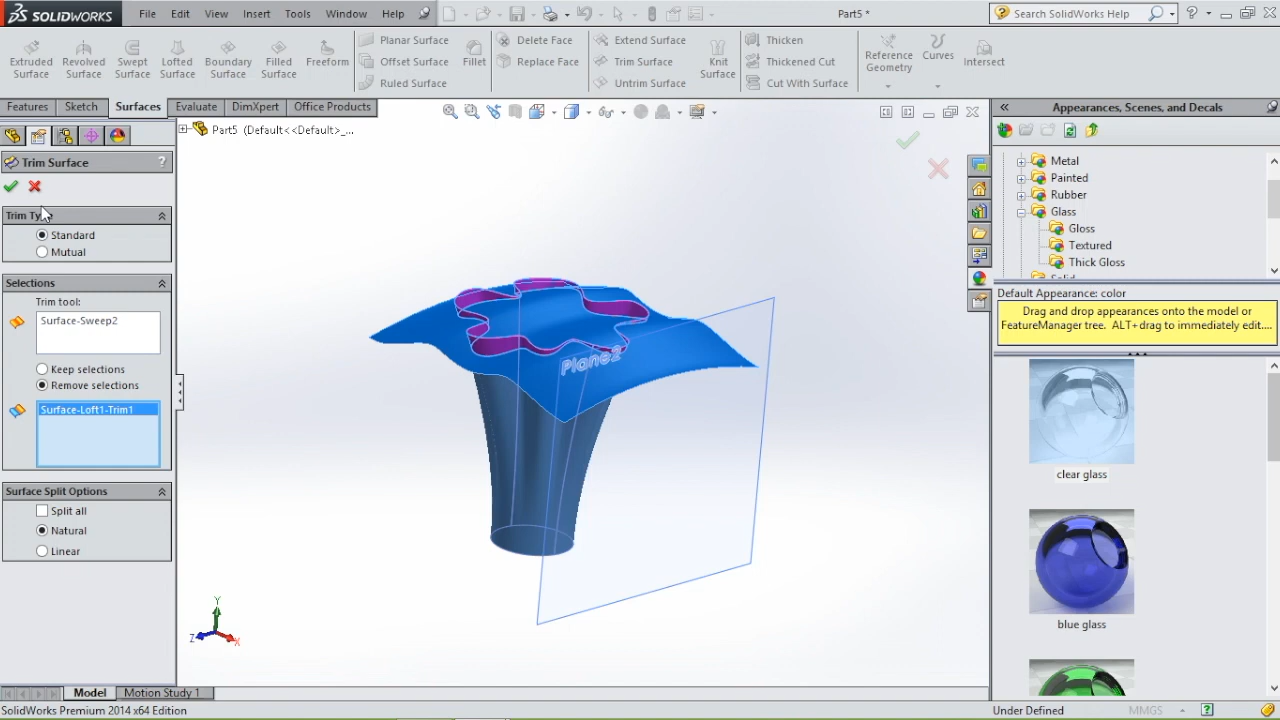 SOLIDWORKS File Edit View Insert Tools Window Help Part5 * Search SolidWorks Help
Extruded Surface
Revolved Surface
Swept Surface
Lofted Surface
Boundary Surface
Filled Surface
Freeform
Planar Surface
Offset Surface
Ruled Surface
Fillet
Delete Face
Replace Face
Extend Surface
Trim Surface
Untrim Surface
Knit Surface
Thicken
Thickened Cut
Cut With Surface
Reference Geometry
Curves
Intersect
Features Sketch Surfaces Evaluate DimXpert Office Products
Part5 (Default<<Default>_...
Trim Surface ?
Trim Ty
Standard
Mutual
Selections
Trim tool:
Surface-Sweep2
Keep selections
Remove selections
Surface-Loft1-Trim1
Surface Split Options
Split all
Natural
Linear
Plane2
Y
Z
X
Appearances, Scenes, and Decals
Metal
Painted
Rubber
Glass
Gloss
Textured
Thick Gloss
Solid
Default Appearance: color
Drag and drop appearances onto the model or
FeatureManager tree. ALT+drag to immediately edit....
clear glass
blue glass
Model Motion Study 1
SolidWorks Premium 2014 x64 Edition Under Defined MMGS